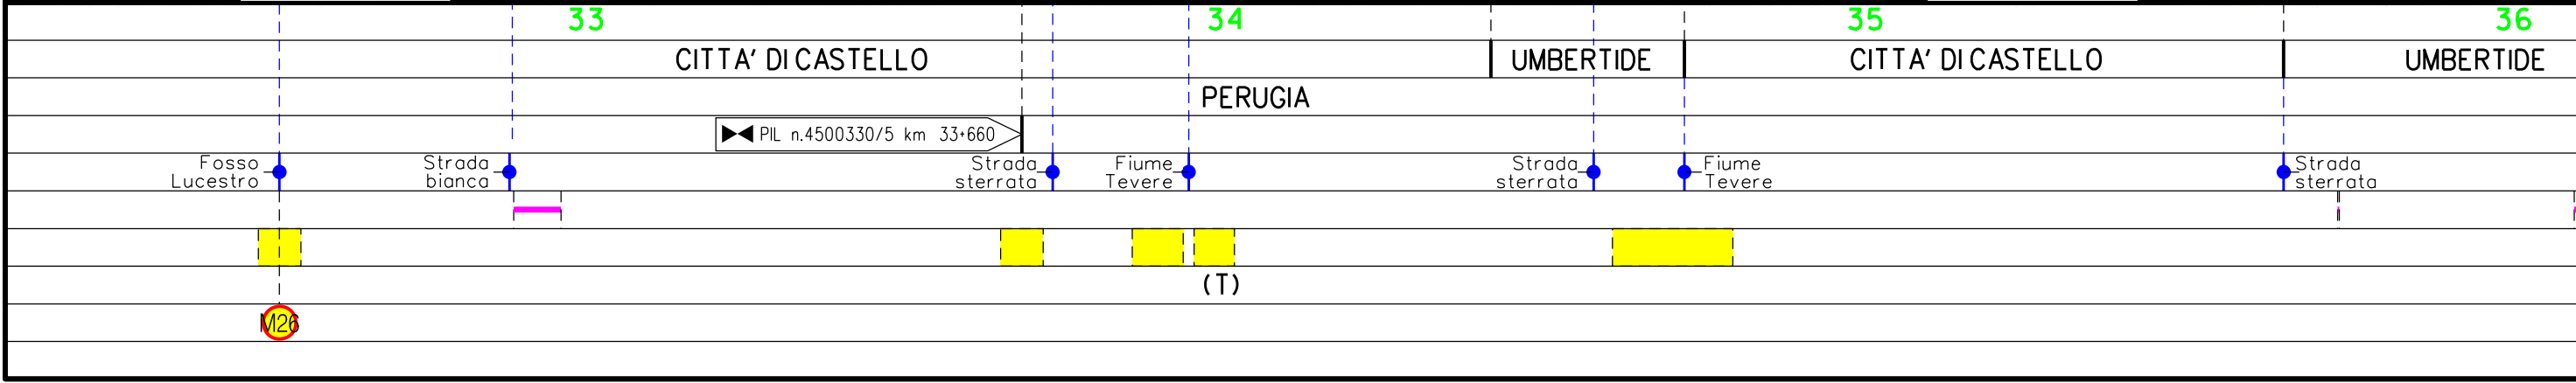 33 34 35 36
CITTA' DI CASTELLO UMBERTIDE CITTA' DI CASTELLO UMBERTIDE
PERUGIA
PIL n.4500330/5 km 33+660
Fosso Strada Strada Fiume Strada Fiume Strada
Lucestro bianca sterrata Tevere sterrata Tevere sterrata
(T)
M26